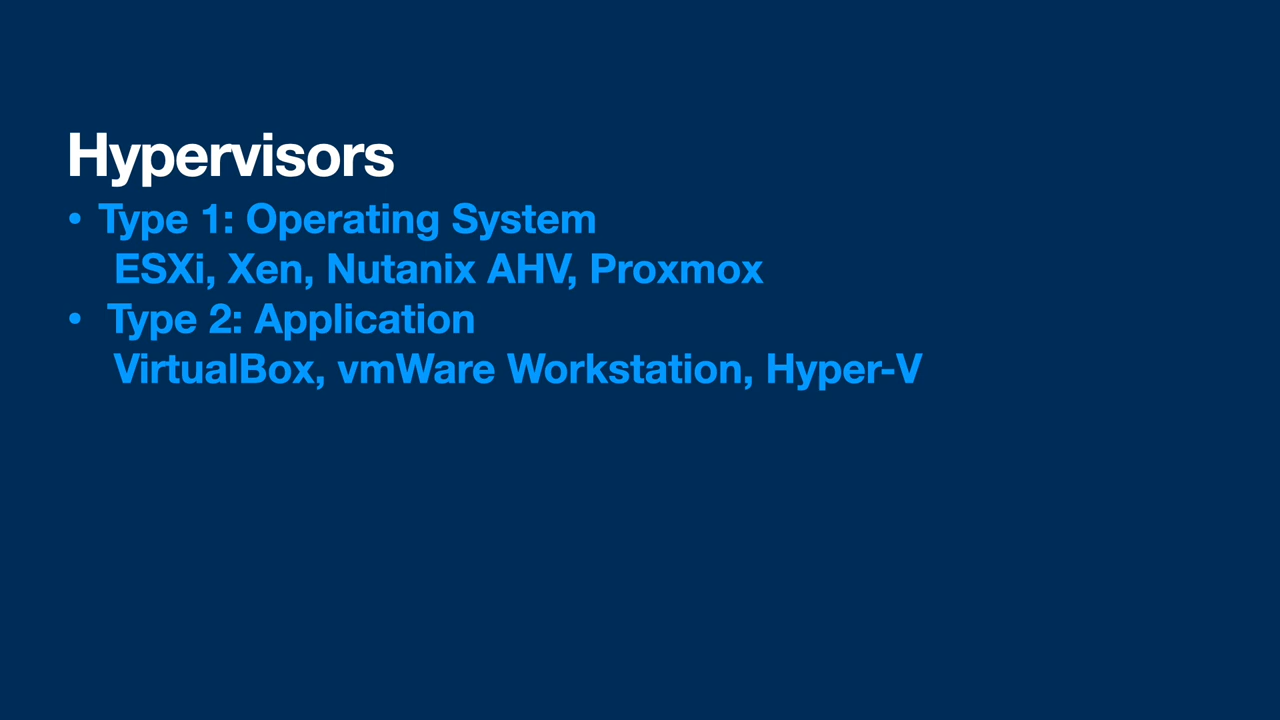 Hypervisors
• Type 1: Operating System
ESXi, Xen, Nutanix AHV, Proxmox
• Type 2: Application
VirtualBox, vmWare Workstation, Hyper-V